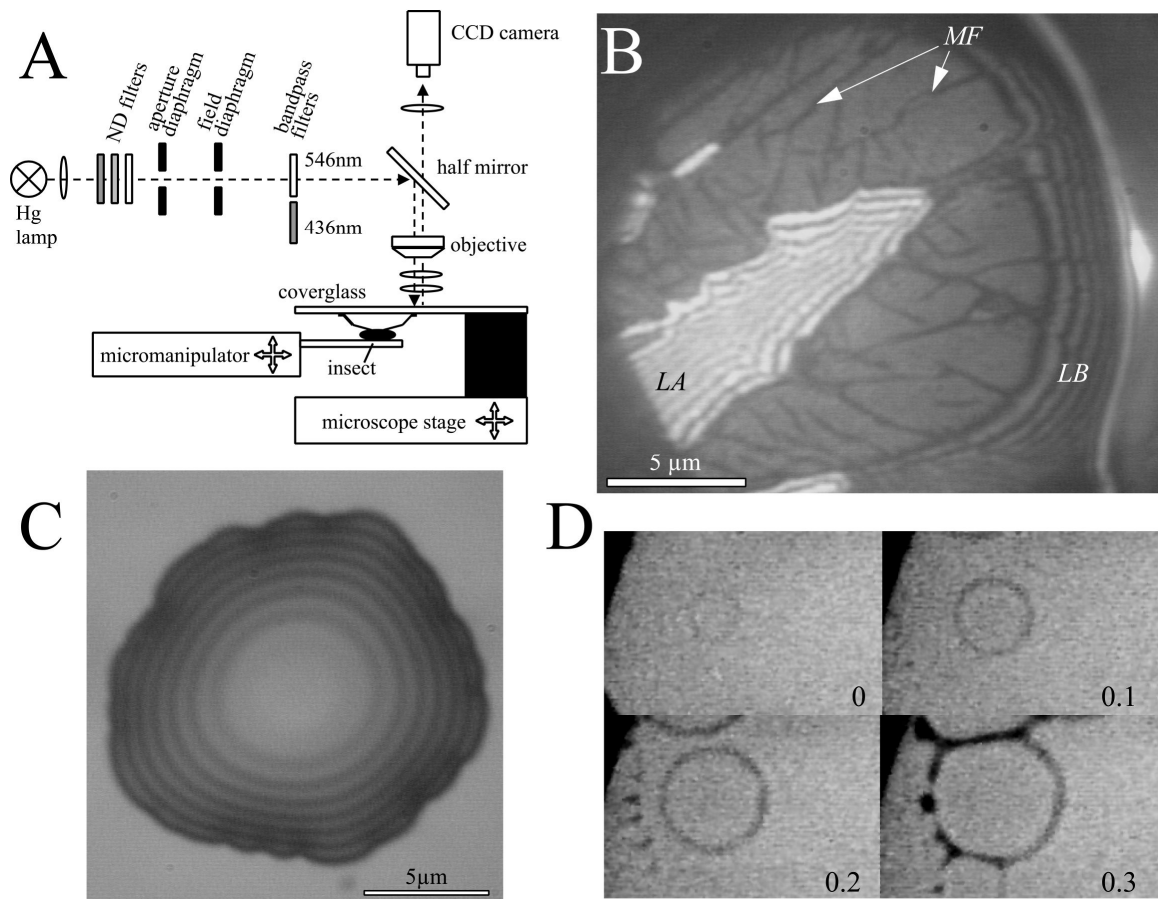 A
CCD camera
ND filters
aperture
diaphragm
field
diaphragm
bandpass
filters
546nm
half mirror
Hg
lamp
436nm
objective
coverglass
micromanipulator
insect
microscope stage
B
MF
LA
LB
5 µm
C
5µm
D
0
0.1
0.2
0.3